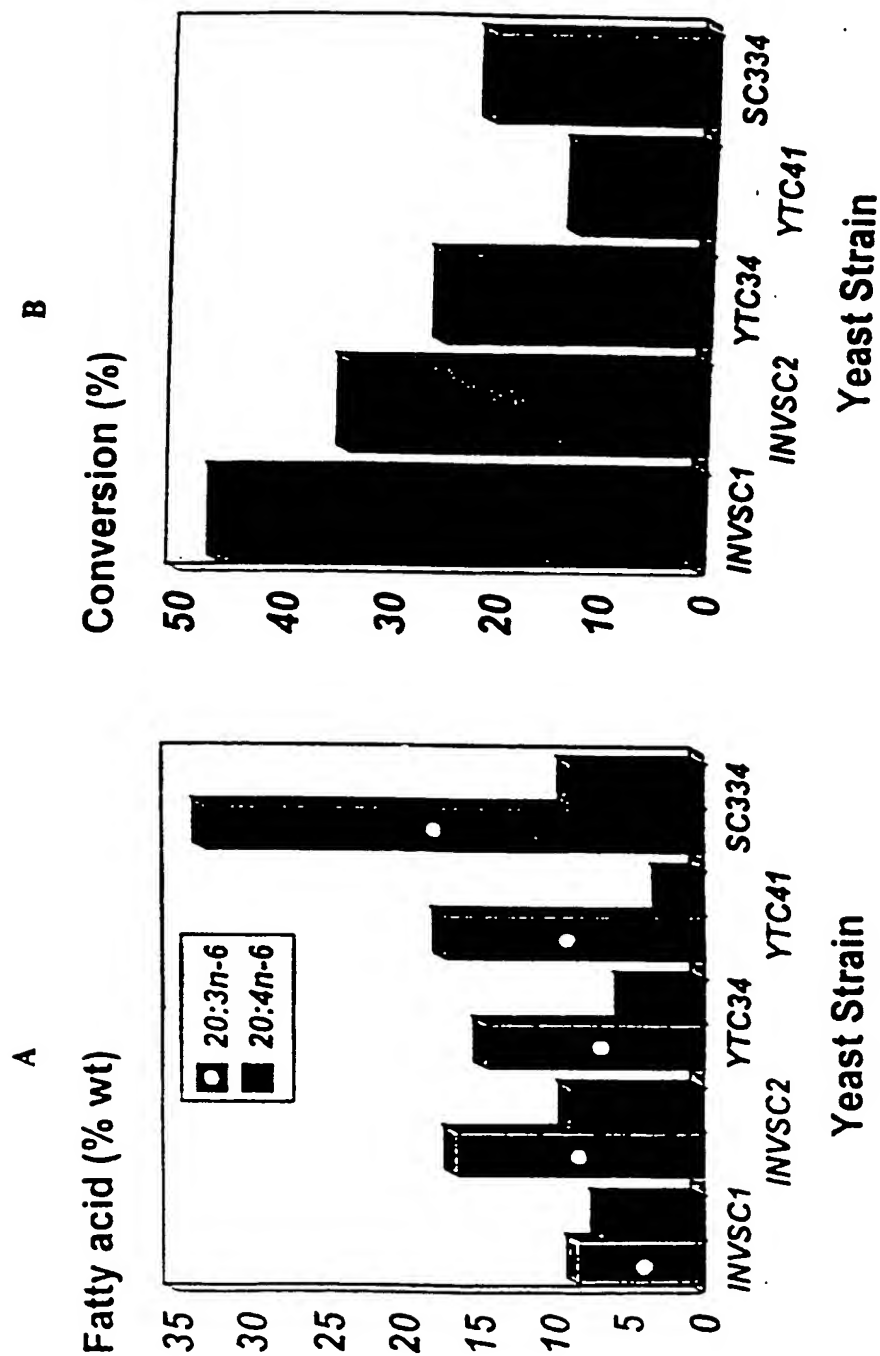 A
Fatty acid (% wt)
35
30
25
20
15
10
5
0
20:3n-6
20:4n-6
INVSC1
INVSC2
YTC34
YTC41
SC334
Yeast Strain
B
Conversion (%)
50
40
30
20
10
0
INVSC1
INVSC2
YTC34
YTC41
SC334
Yeast Strain